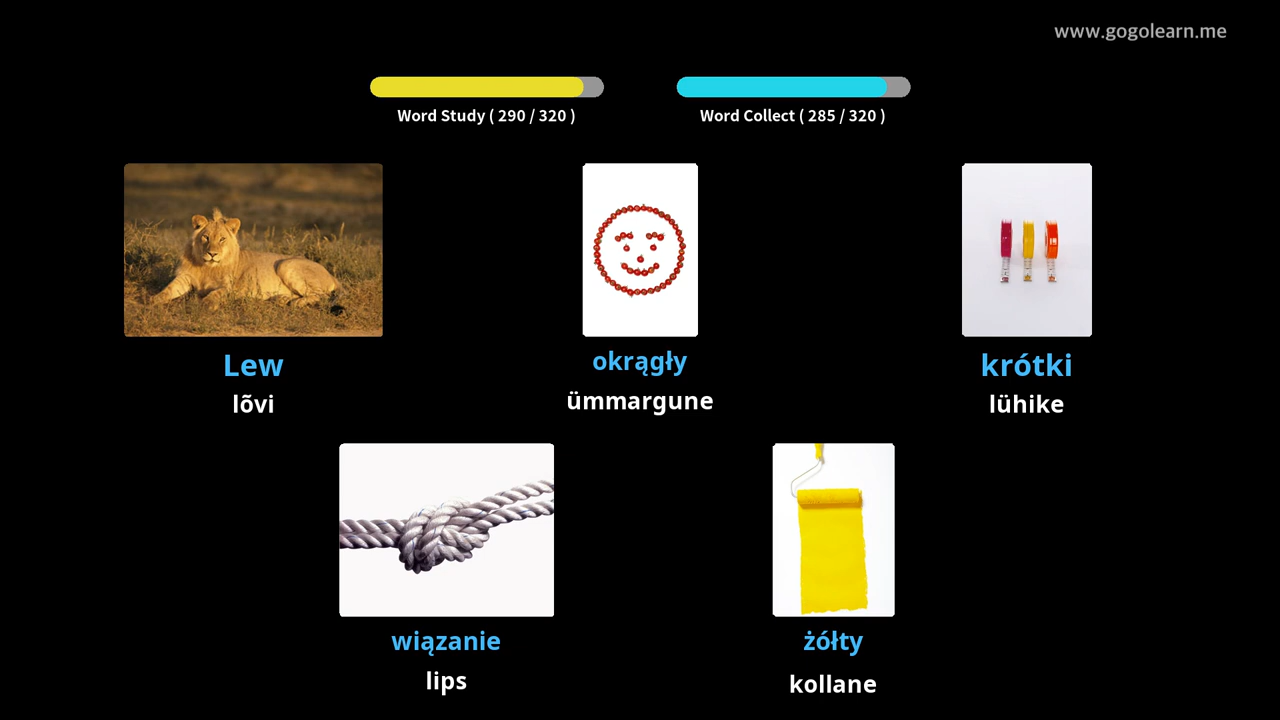 www.gogolearn.me
Word Study ( 290 / 320 )
Word Collect ( 285 / 320 )
Lew
lõvi
okrągły
ümmargune
krótki
lühike
wiązanie
lips
żółty
kollane